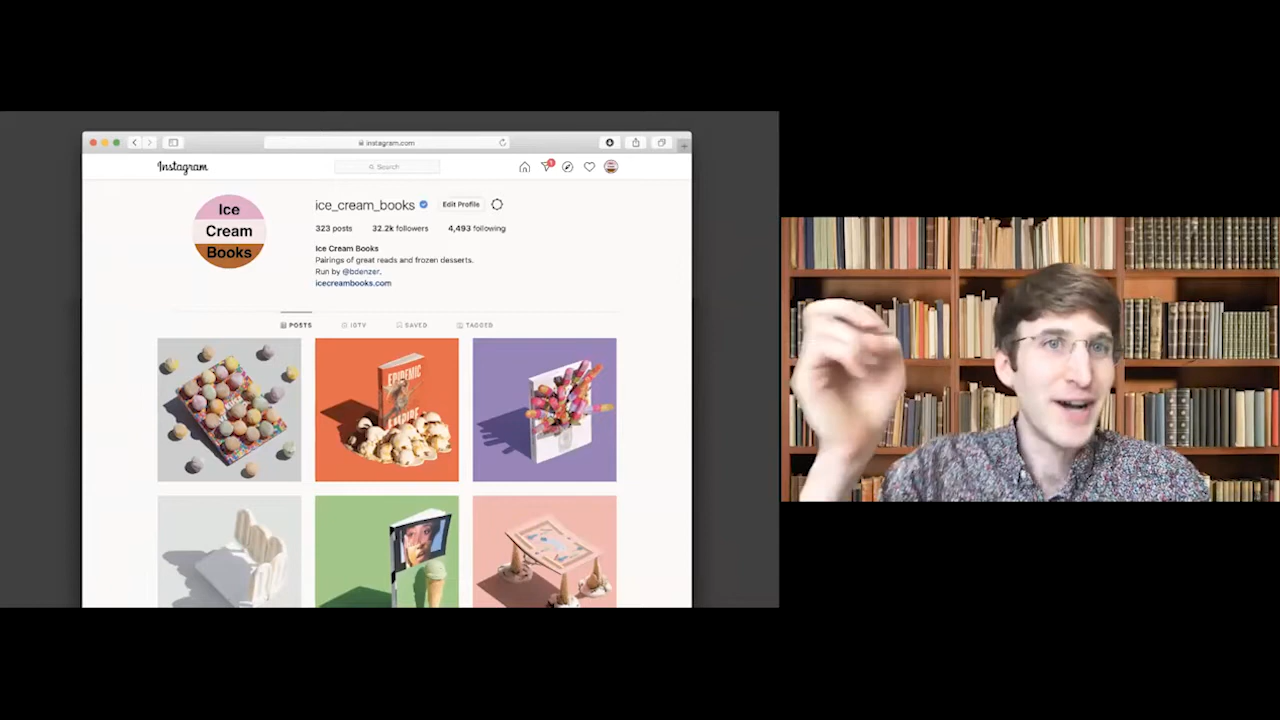 instagram.com
Instagram
Search
1
Ice
Cream
Books
ice_cream_books
Edit Profile
323 posts 32.2k followers 4,493 following
Ice Cream Books
Pairings of great reads and frozen desserts.
Run by @bdenzer.
icecreambooks.com
POSTS IGTV SAVED TAGGED
EPIDEMIC
EMPIRE